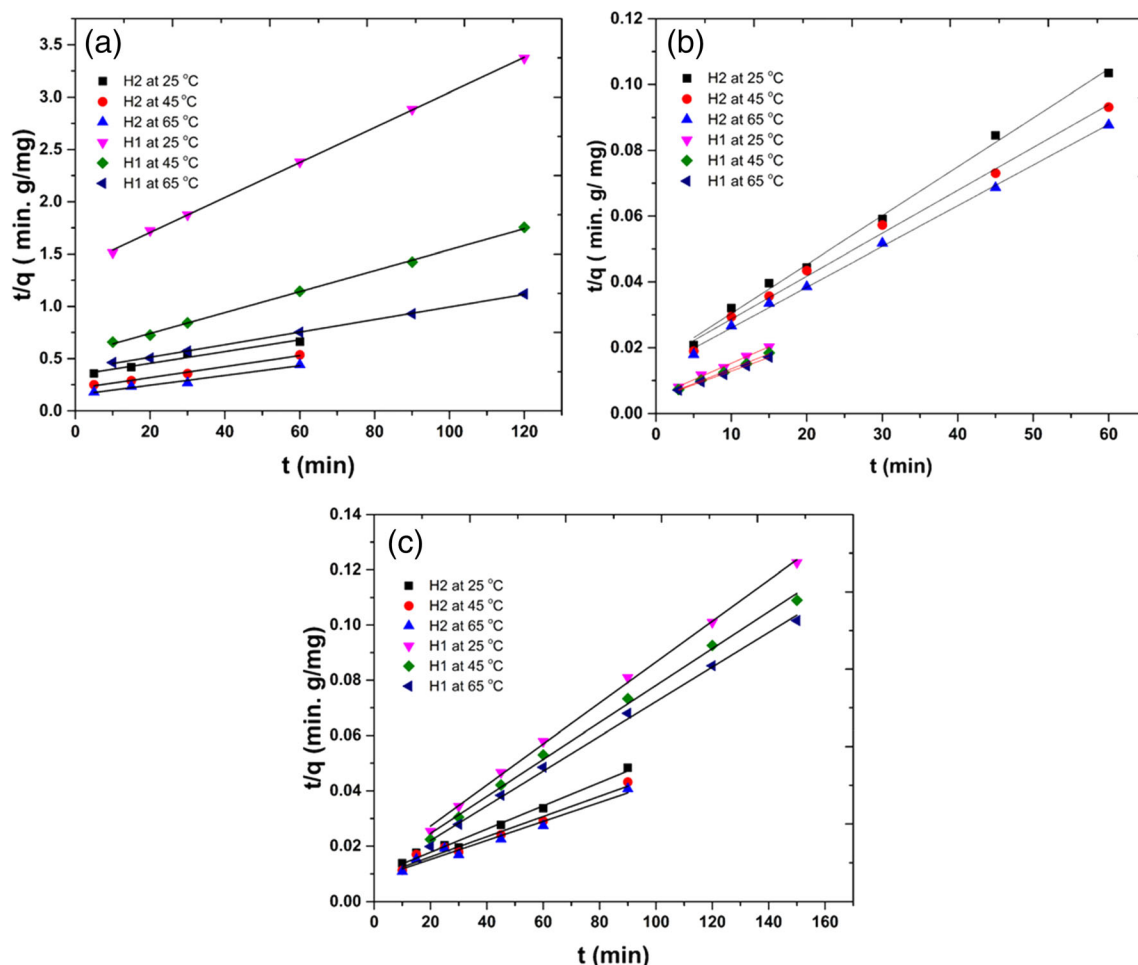 (a)
3.5
3.0
2.5
2.0
1.5
1.0
0.5
0.0
t/q ( min. g/mg)
H2 at 25 °C
H2 at 45 °C
H2 at 65 °C
H1 at 25 °C
H1 at 45 °C
H1 at 65 °C
0 20 40 60 80 100 120
t (min)
(b)
0.12
0.10
0.08
0.06
0.04
0.02
0.00
t/q ( min. g/ mg)
H2 at 25 °C
H2 at 45 °C
H2 at 65 °C
H1 at 25 °C
H1 at 45 °C
H1 at 65 °C
0 10 20 30 40 50 60
t (min)
(c)
0.14
0.12
0.10
0.08
0.06
0.04
0.02
0.00
t/q (min. g/mg)
H2 at 25 °C
H2 at 45 °C
H2 at 65 °C
H1 at 25 °C
H1 at 45 °C
H1 at 65 °C
0 20 40 60 80 100 120 140 160
t (min)